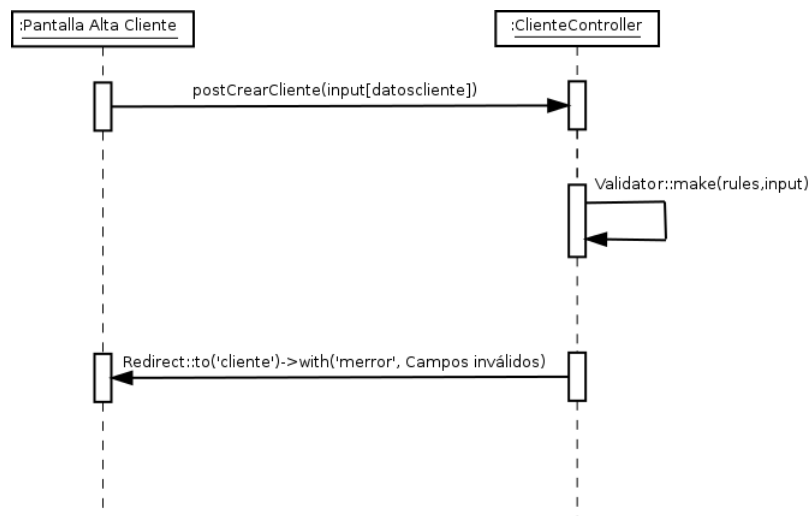 :Pantalla Alta Cliente
:ClienteController
postCrearCliente(input[datoscliente])
Validator::make(rules,input)
Redirect::to('cliente')->with('merror', Campos inválidos)